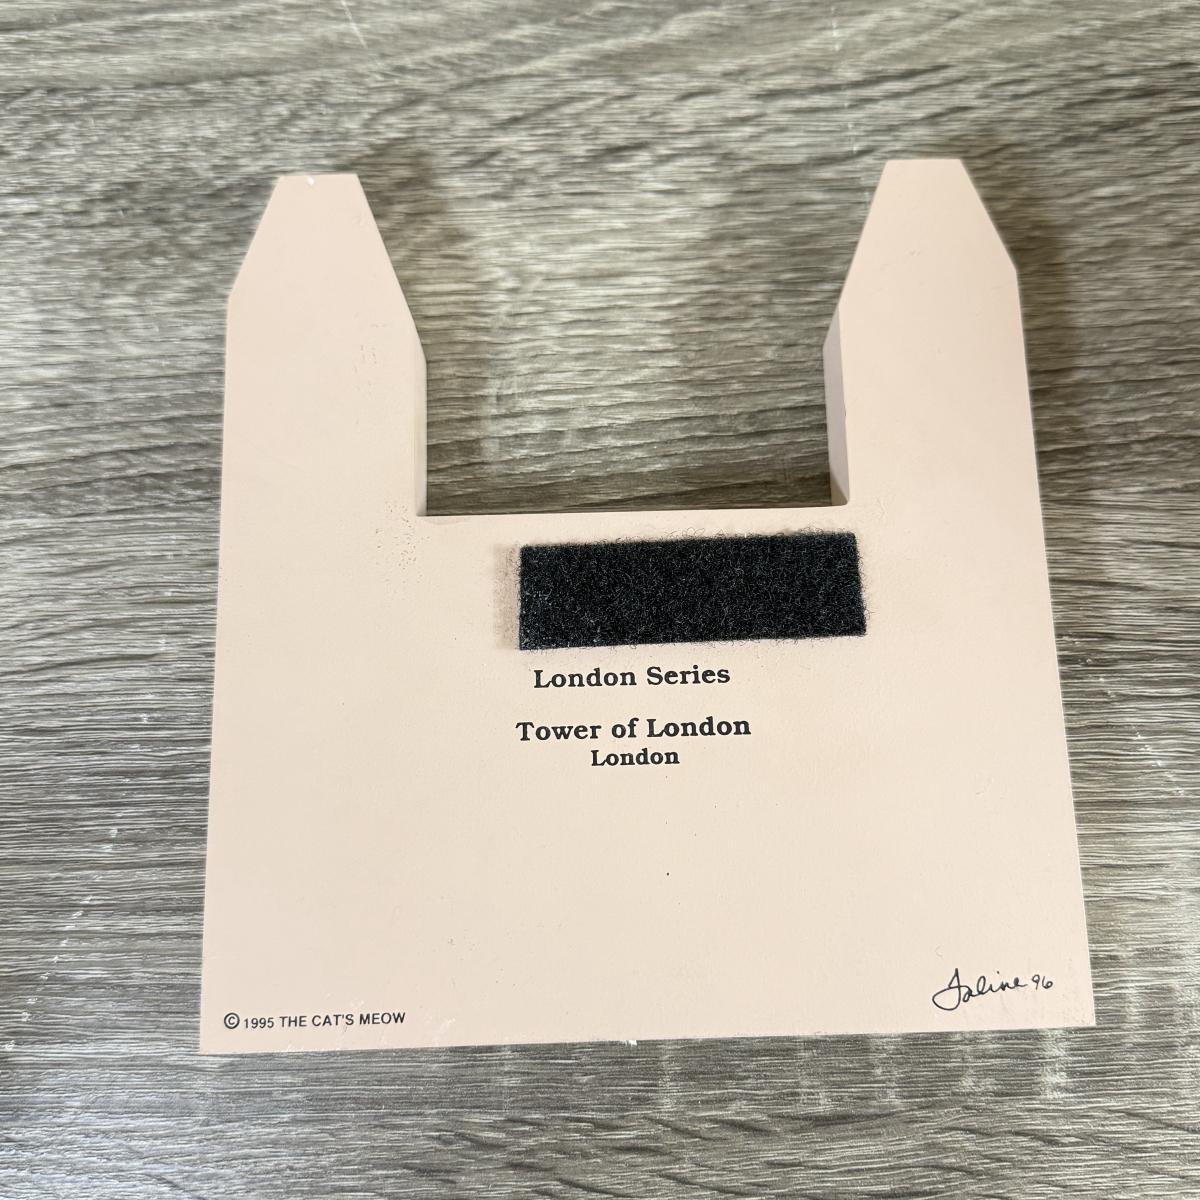 London Series
Tower of London
London
© 1995 THE CAT'S MEOW
Faline 96